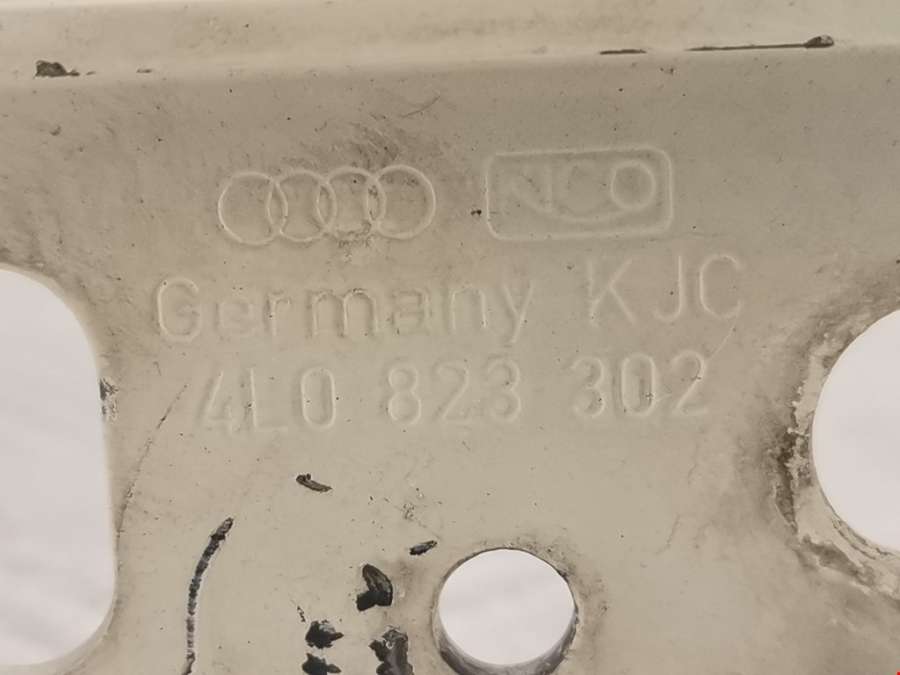 NCO
Germany KJC
4L0 823 302